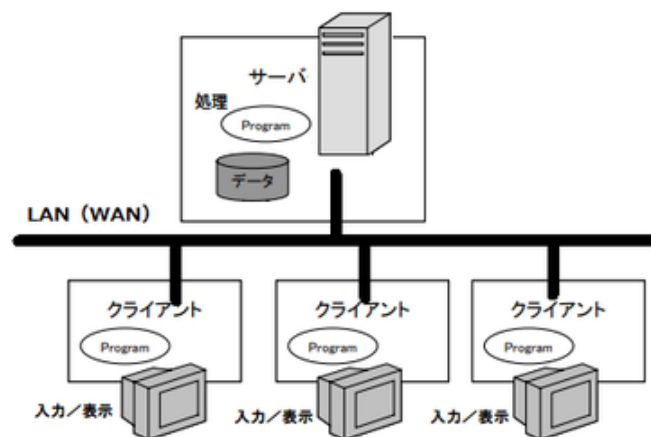 サーバ
処理
Program
データ
LAN（WAN）
クライアント
Program
入力／表示
クライアント
Program
入力／表示
クライアント
Program
入力／表示